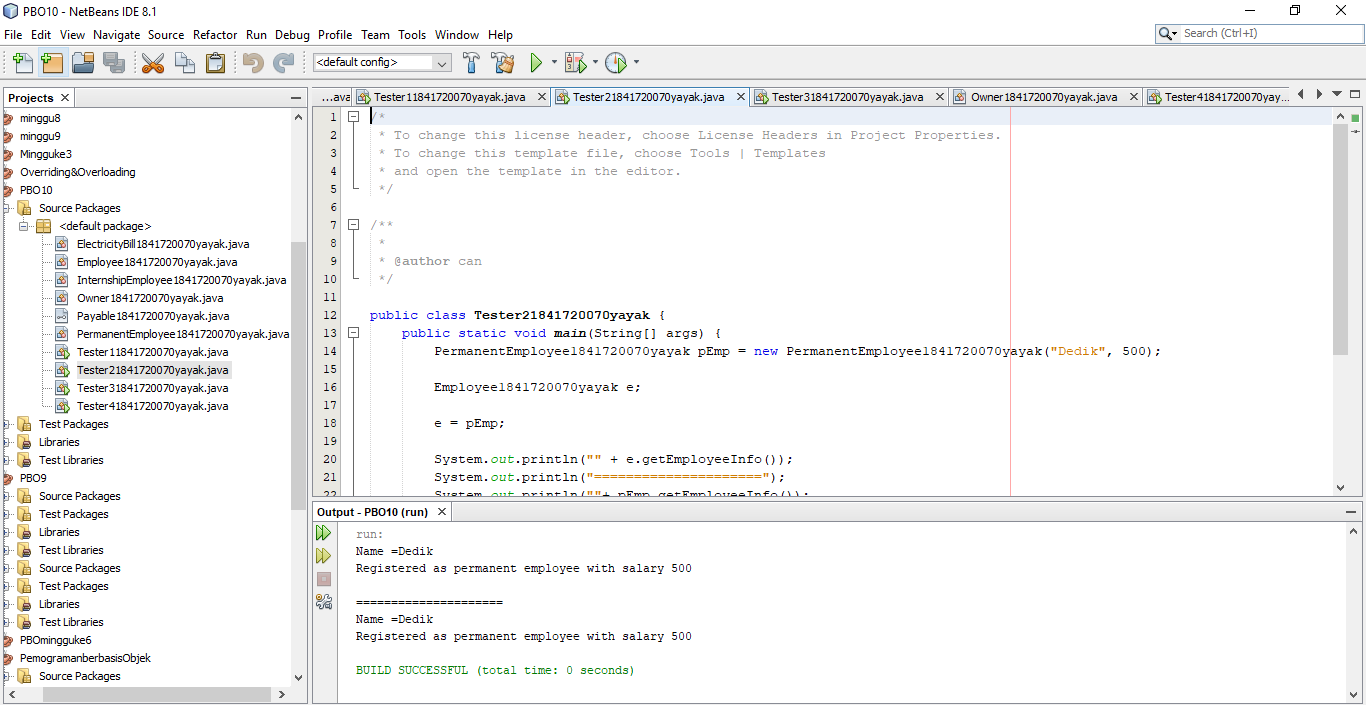 PBO10 - NetBeans IDE 8.1
File Edit View Navigate Source Refactor Run Debug Profile Team Tools Window Help
Search (Ctrl+I)
<default config>
Projects
minggu8
minggu9
Mingguke3
Overriding&Overloading
PBO10
Source Packages
<default package>
ElectricityBill1841720070yayak.java
Employee1841720070yayak.java
InternshipEmployee1841720070yayak.java
Owner1841720070yayak.java
Payable1841720070yayak.java
PermanentEmployee1841720070yayak.java
Tester11841720070yayak.java
Tester21841720070yayak.java
Tester31841720070yayak.java
Tester41841720070yayak.java
Test Packages
Libraries
Test Libraries
PBO9
Source Packages
Test Packages
Libraries
Test Libraries
Source Packages
Test Packages
Libraries
Test Libraries
PBOmingguke6
PemogramanberbasisObjek
Source Packages
...ava Tester11841720070yayak.java Tester21841720070yayak.java Tester31841720070yayak.java Owner1841720070yayak.java Tester41841720070yay...
1 /*
2 * To change this license header, choose License Headers in Project Properties.
3 * To change this template file, choose Tools | Templates
4 * and open the template in the editor.
5 */
6
7 /**
8 *
9 * @author can
10 */
11
12 public class Tester21841720070yayak {
13 public static void main(String[] args) {
14 PermanentEmployee1841720070yayak pEmp = new PermanentEmployee1841720070yayak("Dedik", 500);
15
16 Employee1841720070yayak e;
17
18 e = pEmp;
19
20 System.out.println("" + e.getEmployeeInfo());
21 System.out.println("=====================");
22 System.out.println(""+ pEmp.getEmployeeInfo());
Output - PBO10 (run)
run:
Name =Dedik
Registered as permanent employee with salary 500
=====================
Name =Dedik
Registered as permanent employee with salary 500
BUILD SUCCESSFUL (total time: 0 seconds)